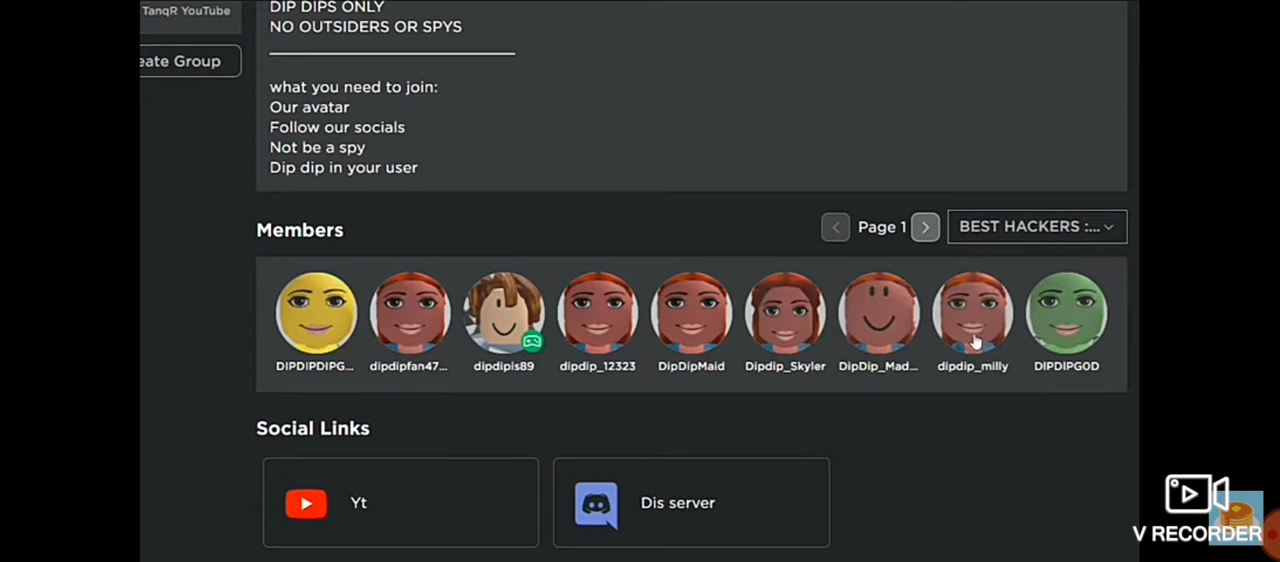 TanqR YouTube
eate Group
DIP DIPS ONLY
NO OUTSIDERS OR SPYS
what you need to join:
Our avatar
Follow our socials
Not be a spy
Dip dip in your user
Members
Page 1
BEST HACKERS :...
DIPDIPDIPG...
dipdipfan47...
dipdipis89
dipdip_12323
DipDipMaid
Dipdip_Skyler
DipDip_Mad...
dipdip_milly
DIPDIPG0D
Social Links
Yt
Dis server
V RECORDER